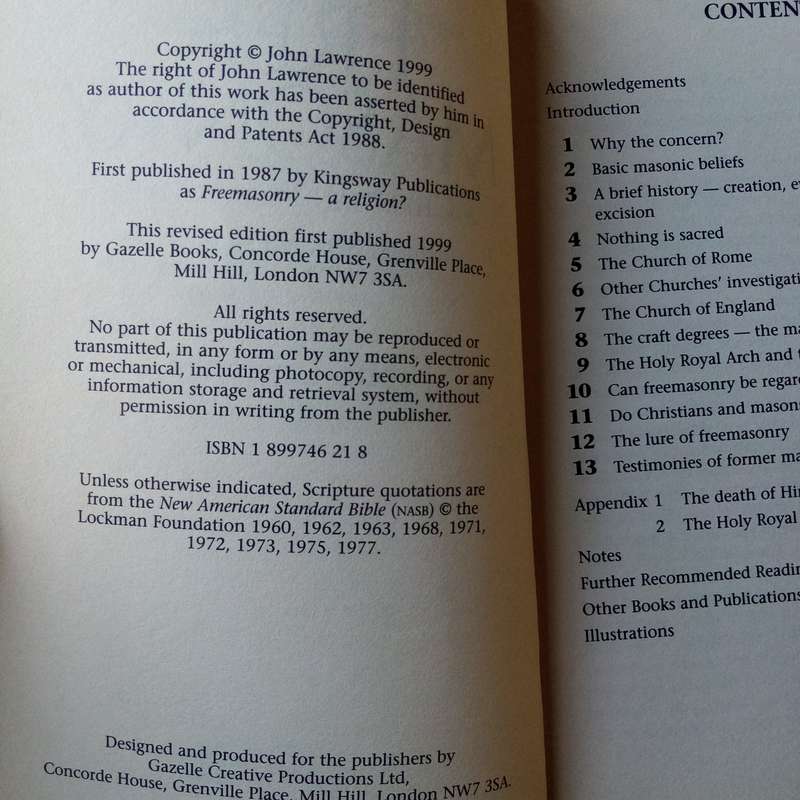 Copyright © John Lawrence 1999
The right of John Lawrence to be identified
as author of this work has been asserted by him in
accordance with the Copyright, Design
and Patents Act 1988.
First published in 1987 by Kingsway Publications
as Freemasonry — a religion?
This revised edition first published 1999
by Gazelle Books, Concorde House, Grenville Place,
Mill Hill, London NW7 3SA.
All rights reserved.
No part of this publication may be reproduced or
transmitted, in any form or by any means, electronic
or mechanical, including photocopy, recording, or any
information storage and retrieval system, without
permission in writing from the publisher.
ISBN 1 899746 21 8
Unless otherwise indicated, Scripture quotations are
from the New American Standard Bible (NASB) © the
Lockman Foundation 1960, 1962, 1963, 1968, 1971,
1972, 1973, 1975, 1977.
Designed and produced for the publishers by
Gazelle Creative Productions Ltd,
Concorde House, Grenville Place, Mill Hill, London NW7 3SA.
CONTEN
Acknowledgements
Introduction
1 Why the concern?
2 Basic masonic beliefs
3 A brief history — creation,
excision
4 Nothing is sacred
5 The Church of Rome
6 Other Churches' investigati
7 The Church of England
8 The craft degrees — the
9 The Holy Royal Arch and
10 Can freemasonry be regar
11 Do Christians and mason
12 The lure of freemasonry
13 Testimonies of former
Appendix 1 The death of
2 The Holy Royal
Notes
Further Recommended Readin
Other Books and Publications
Illustrations